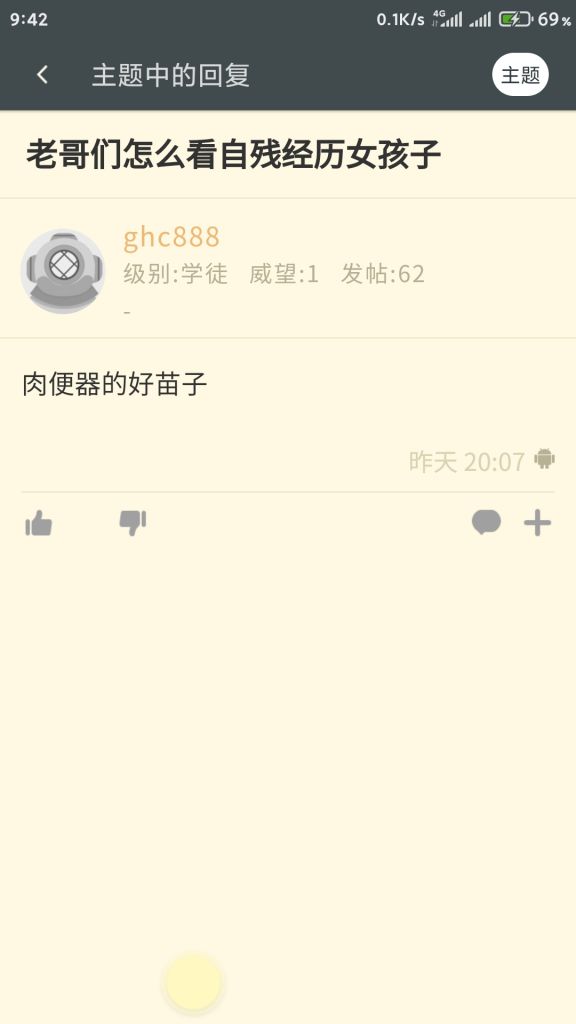 9:42
0.1K/s 4G 69%
主题中的回复
主题
老哥们怎么看自残经历女孩子
ghc888
级别:学徒 威望:1 发帖:62
-
肉便器的好苗子
昨天 20:07